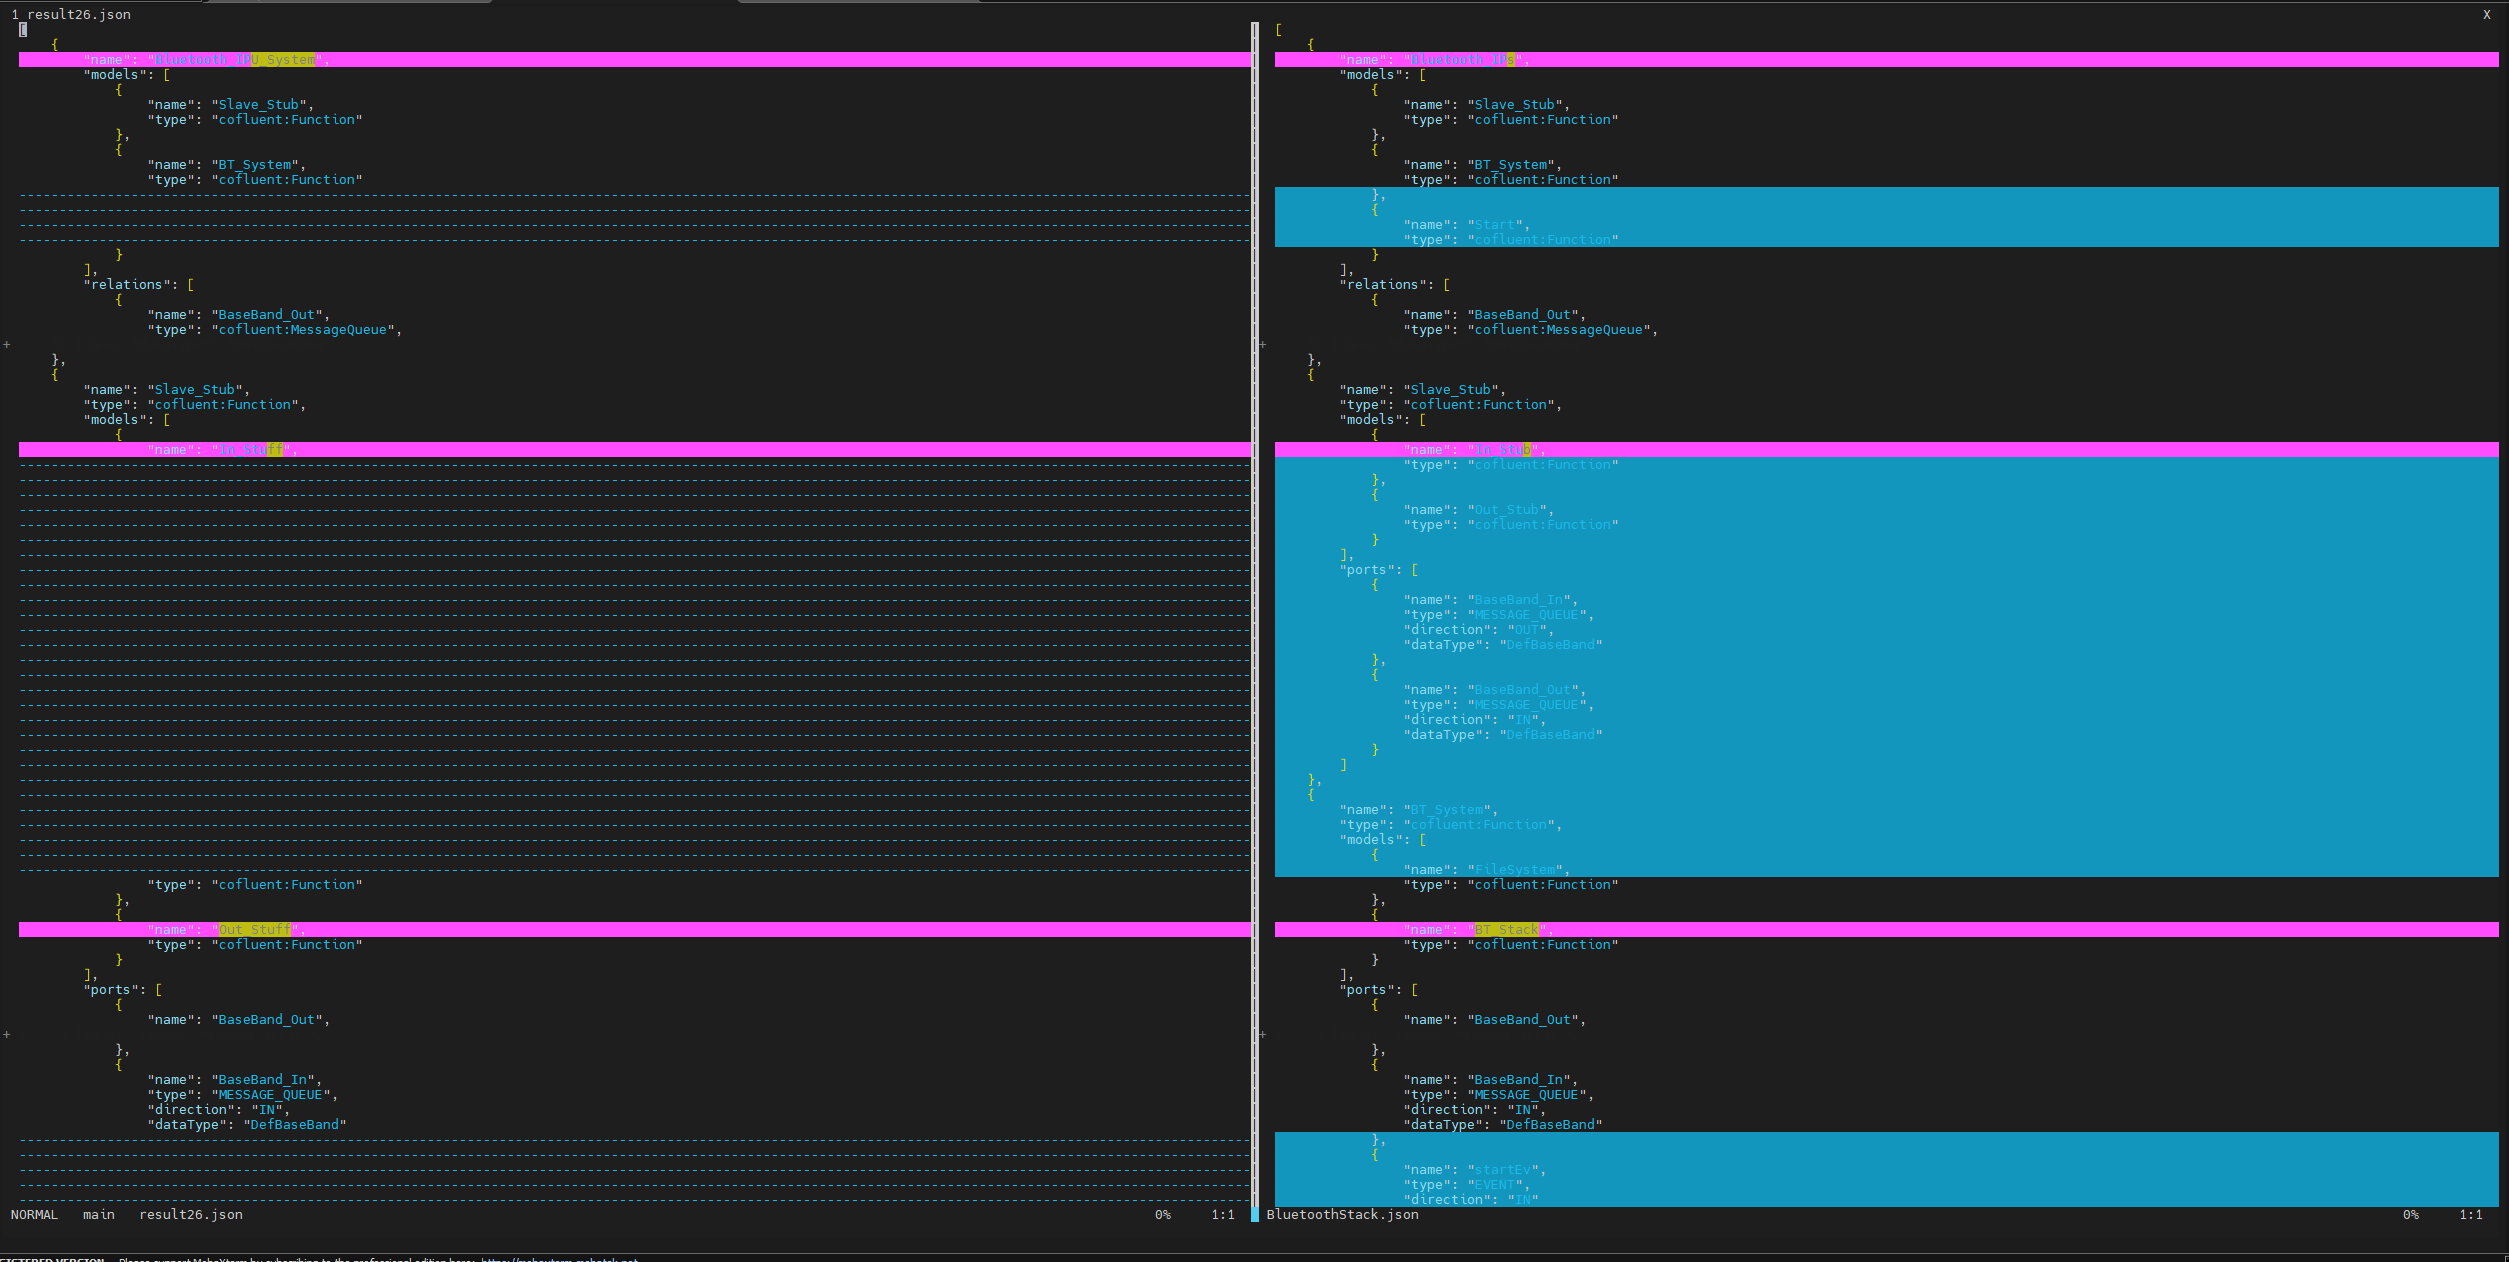 1 result26.json
X
[
{
"name": "Bluetooth_IPU_System",
"models": [
{
"name": "Slave_Stub",
"type": "cofluent:Function"
},
{
"name": "BT_System",
"type": "cofluent:Function"
}
],
"relations": [
{
"name": "BaseBand_Out",
"type": "cofluent:MessageQueue",
+
},
{
"name": "Slave_Stub",
"type": "cofluent:Function",
"models": [
{
"name": "In_Stuff",
"type": "cofluent:Function"
},
{
"name": "Out_Stuff",
"type": "cofluent:Function"
}
],
"ports": [
{
"name": "BaseBand_Out",
+
},
{
"name": "BaseBand_In",
"type": "MESSAGE_QUEUE",
"direction": "IN",
"dataType": "DefBaseBand"
NORMAL main result26.json 0% 1:1
[
{
"name": "Bluetooth_IPs",
"models": [
{
"name": "Slave_Stub",
"type": "cofluent:Function"
},
{
"name": "BT_System",
"type": "cofluent:Function"
},
{
"name": "Start",
"type": "cofluent:Function"
}
],
"relations": [
{
"name": "BaseBand_Out",
"type": "cofluent:MessageQueue",
+
},
{
"name": "Slave_Stub",
"type": "cofluent:Function",
"models": [
{
"name": "In_Stub",
"type": "cofluent:Function"
},
{
"name": "Out_Stub",
"type": "cofluent:Function"
}
],
"ports": [
{
"name": "BaseBand_In",
"type": "MESSAGE_QUEUE",
"direction": "OUT",
"dataType": "DefBaseBand"
},
{
"name": "BaseBand_Out",
"type": "MESSAGE_QUEUE",
"direction": "IN",
"dataType": "DefBaseBand"
}
]
},
{
"name": "BT_System",
"type": "cofluent:Function",
"models": [
{
"name": "FileSystem",
"type": "cofluent:Function"
},
{
"name": "BT_Stack",
"type": "cofluent:Function"
}
],
"ports": [
{
"name": "BaseBand_Out",
+
},
{
"name": "BaseBand_In",
"type": "MESSAGE_QUEUE",
"direction": "IN",
"dataType": "DefBaseBand"
},
{
"name": "startEv",
"type": "EVENT",
"direction": "IN"
BluetoothStack.json 0% 1:1